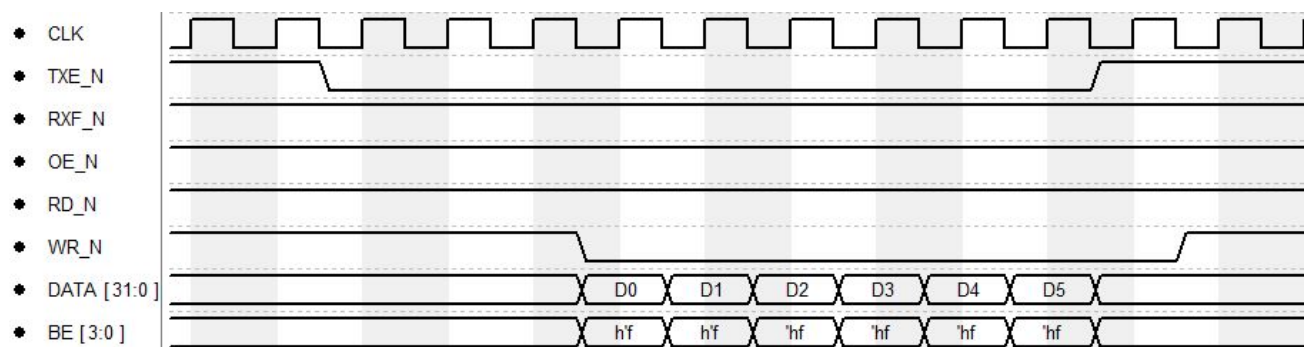 CLK
TXE_N
RXF_N
OE_N
RD_N
WR_N
DATA [31:0] D0 D1 D2 D3 D4 D5
BE [3:0] h'f h'f 'hf 'hf 'hf 'hf